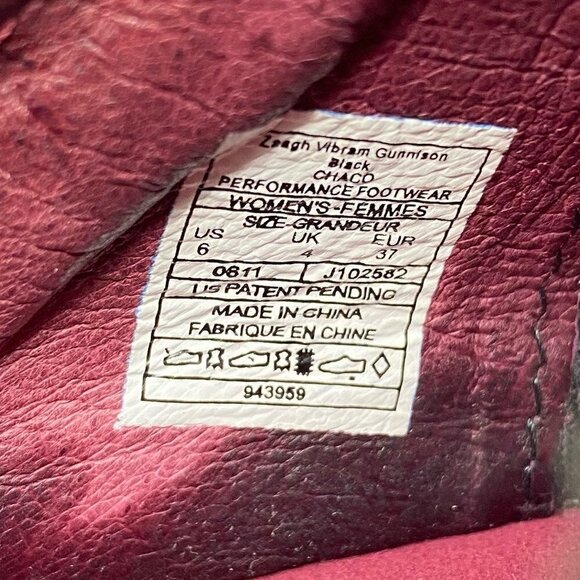 Zaagh Vibram Gunnison
Black
CHACO
PERFORMANCE FOOTWEAR
WOMEN'S-FEMMES
SIZE-GRANDEUR
US UK EUR
6 4 37
0811 J102582
US PATENT PENDING
MADE IN CHINA
FABRIQUE EN CHINE
943959